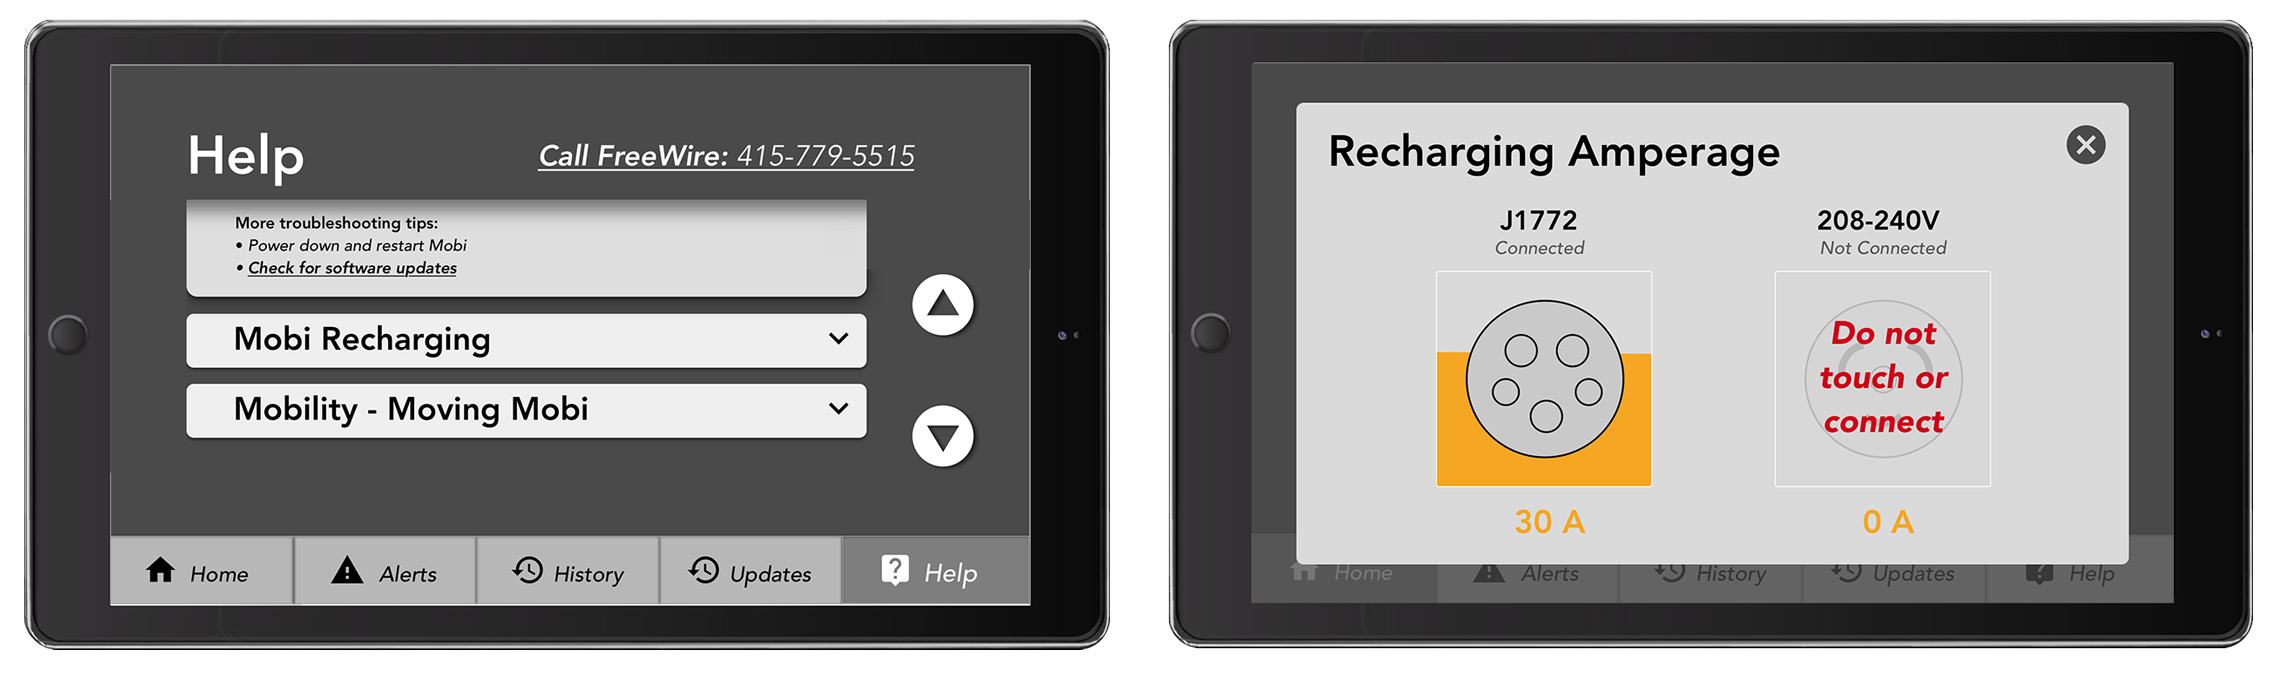 Help
Call FreeWire: 415-779-5515
More troubleshooting tips:
• Power down and restart Mobi
• Check for software updates
Mobi Recharging
Mobility - Moving Mobi
Home
Alerts
History
Updates
Help
Recharging Amperage
J1772
Connected
30 A
208-240V
Not Connected
Do not
touch or
connect
0 A
Home
Alerts
History
Updates
Help